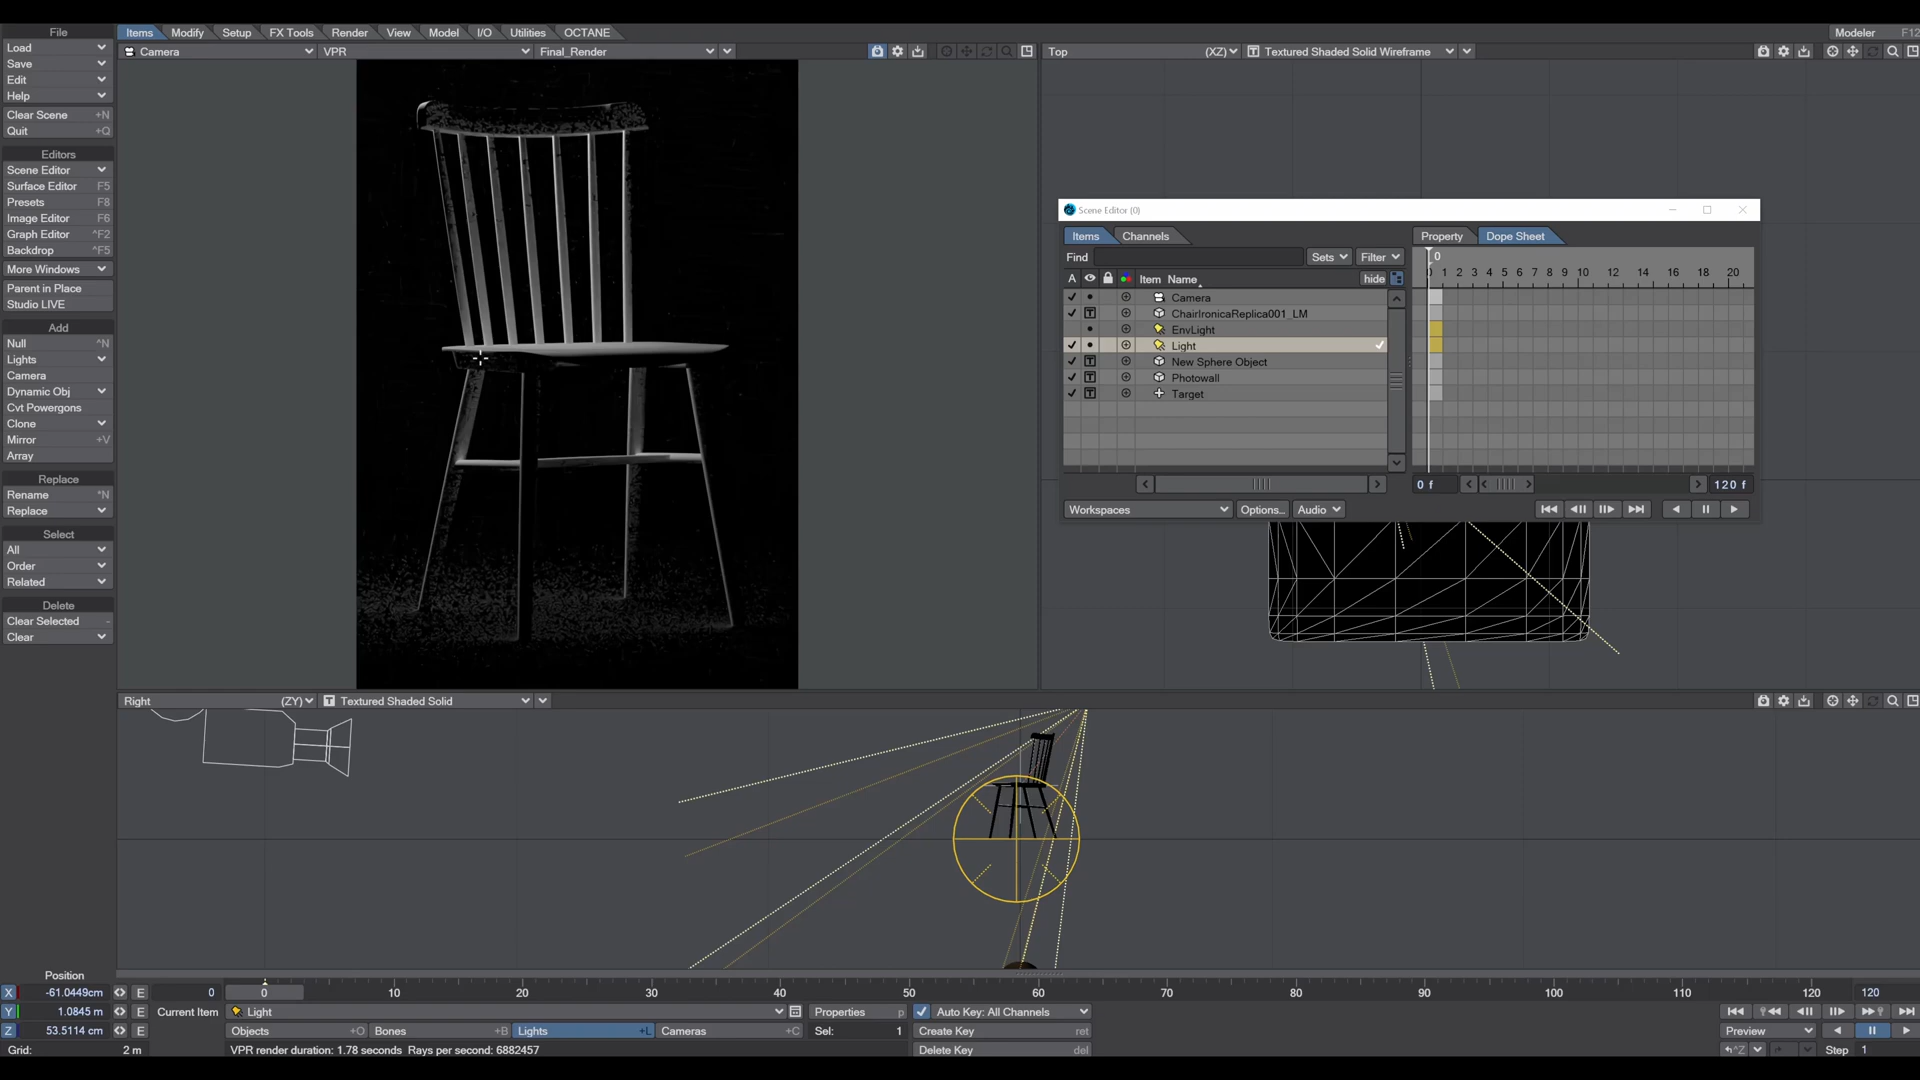 File
Load
Save
Edit
Help
Clear Scene +N
Quit +Q
Editors
Scene Editor
Surface Editor F5
Presets F8
Image Editor F6
Graph Editor ^F2
Backdrop ^F5
More Windows
Parent in Place
Studio LIVE
Add
Null ^N
Lights
Camera
Dynamic Obj
Cvt Powergons
Clone
Mirror +V
Array
Replace
Rename ^N
Replace
Select
All
Order
Related
Delete
Clear Selected -
Clear
Items Modify Setup FX Tools Render View Model I/O Utilities OCTANE
Modeler F12
Camera VPR Final_Render
Top (XZ) T Textured Shaded Solid Wireframe
Scene Editor (0)
Items Channels Property Dope Sheet
Find Sets Filter 0
A Item Name hide 0 1 2 3 4 5 6 7 8 9 10 12 14 16 18 20
Camera
T ChairIronicaReplica001_LM
EnvLight
Light
T New Sphere Object
T Photowall
T Target
0 f 120 f
Workspaces Options... Audio
Right (ZY) T Textured Shaded Solid
Position
X -61.0449cm E 0 0 10 20 30 40 50 60 70 80 90 100 110 120 120
Y 1.0845 m E Current Item Light Properties p Auto Key: All Channels
Z 53.5114 cm E Objects +O Bones +B Lights +L Cameras +C Sel: 1 Create Key ret Preview
Grid: 2 m VPR render duration: 1.78 seconds Rays per second: 6882457 Delete Key del ^Z Step 1